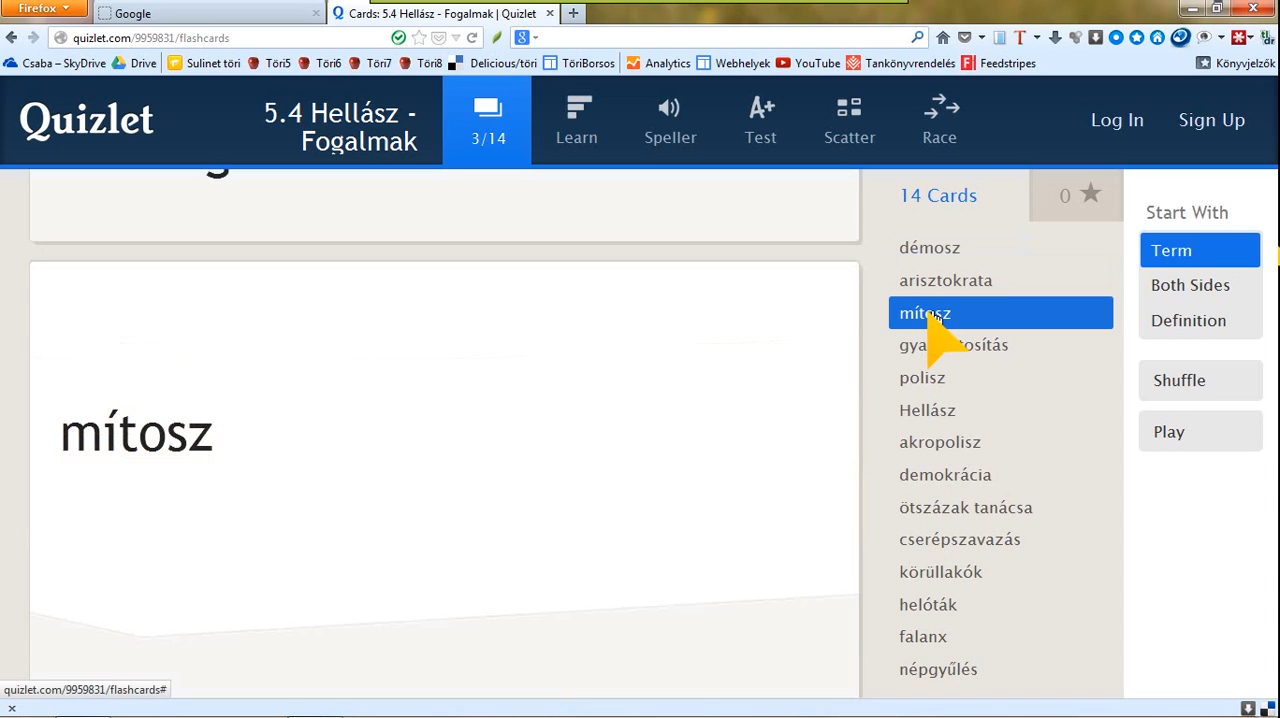 Firefox
Google
Q Cards: 5.4 Hellász - Fogalmak | Quizlet
quizlet.com/9959831/flashcards
Csaba – SkyDrive
Drive
Sulinet töri
Töri5
Töri6
Töri7
Töri8
Delicious/töri
TöriBorsos
Analytics
Webhelyek
YouTube
Tankönyvrendelés
Feedstripes
Könyvjelzők
Quizlet
5.4 Hellász -
Fogalmak
3/14
Learn
Speller
Test
Scatter
Race
Log In
Sign Up
14 Cards
0
démosz
arisztokrata
mítosz
polisz
Hellász
akropolisz
demokrácia
ötszázak tanácsa
cserépszavazás
körüllakók
helóták
falanx
népgyűlés
Start With
Term
Both Sides
Definition
Shuffle
Play
mítosz
quizlet.com/9959831/flashcards#